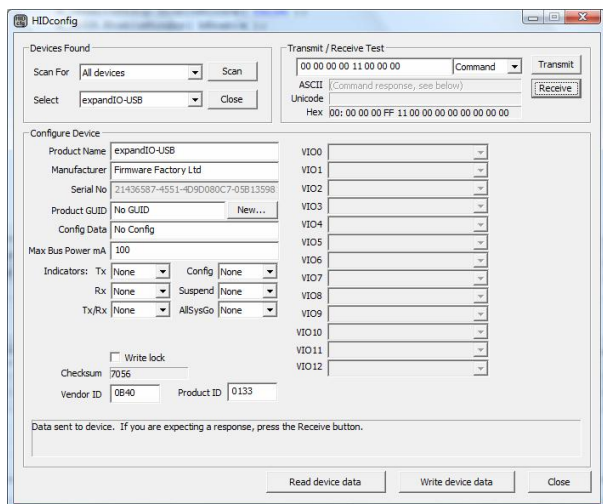 HIDconfig
Devices Found
Scan For All devices Scan
Select expandIO-USB Close
Transmit / Receive Test
00 00 00 00 11 00 00 00 Command Transmit
ASCII (Command response, see below) Receive
Unicode
Hex 00: 00 00 00 FF 11 00 00 00 00 00 00 00 00
Configure Device
Product Name expandIO-USB
Manufacturer Firmware Factory Ltd
Serial No 21436587-4551-4D9D080C7-05B13598
Product GUID No GUID New...
Config Data No Config
Max Bus Power mA 100
Indicators: Tx None Config None
Rx None Suspend None
Tx/Rx None AllSysGo None
Write lock
Checksum 7056
Vendor ID 0B40 Product ID 0133
VIO0
VIO1
VIO2
VIO3
VIO4
VIO5
VIO6
VIO7
VIO8
VIO9
VIO10
VIO11
VIO12
Data sent to device. If you are expecting a response, press the Receive button.
Read device data Write device data Close